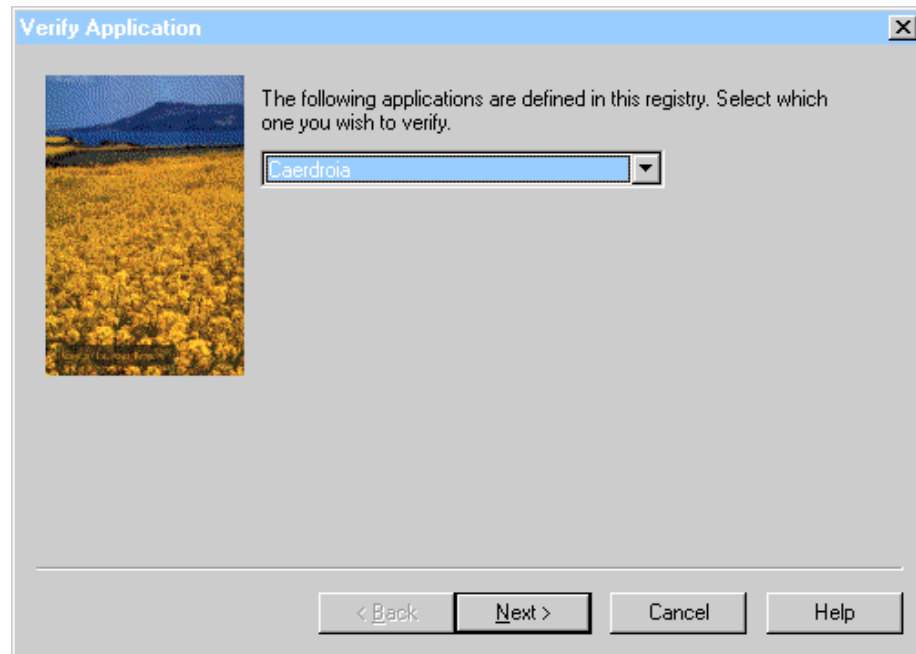 Verify Application
The following applications are defined in this registry. Select which
one you wish to verify.
Caerdroia
< Back
Next >
Cancel
Help